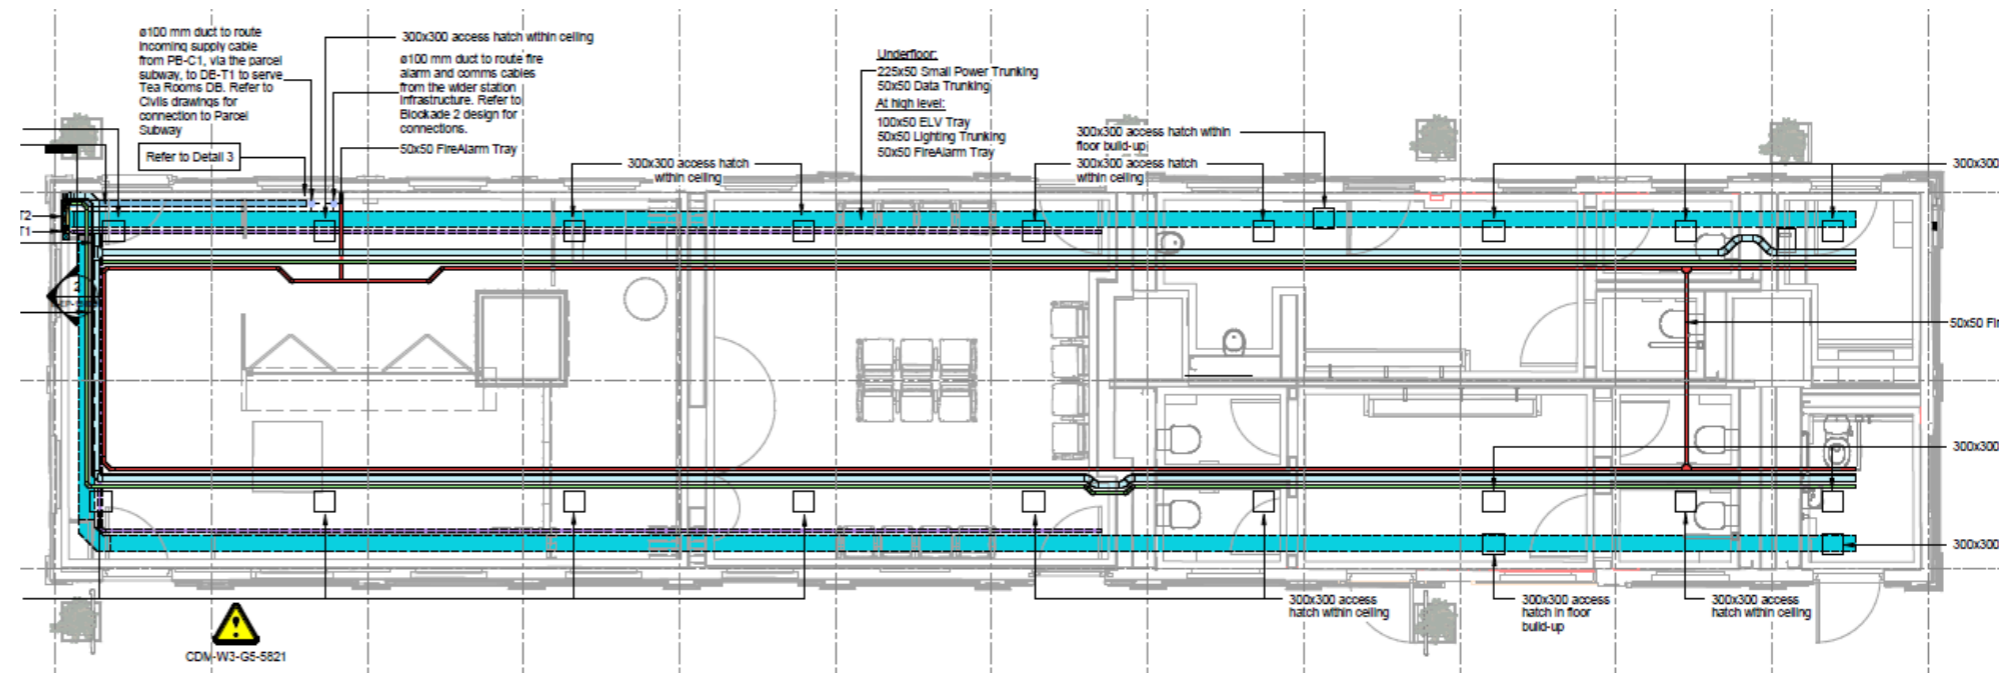 ø100 mm duct to route
incoming supply cable
from PB-C1, via the parcel
subway, to DB-T1 to serve
Tea Rooms DB. Refer to
Civils drawings for
connection to Parcel
Subway
Refer to Detail 3
300x300 access hatch within ceiling
ø100 mm duct to route fire
alarm and comms cables
from the wider station
infrastructure. Refer to
Blockade 2 design for
connections.
50x50 FireAlarm Tray
300x300 access hatch
within ceiling
Underfloor:
225x50 Small Power Trunking
50x50 Data Trunking
At high level:
100x50 ELV Tray
50x50 Lighting Trunking
50x50 FireAlarm Tray
300x300 access hatch within
floor build-up
300x300 access hatch
within ceiling
300x300
T2
T1
2
50x50 Fir
300x300
300x300
300x300 access
hatch within ceiling
300x300 access
hatch in floor
build-up
300x300 access
hatch within ceiling
CDM-W3-G5-5821